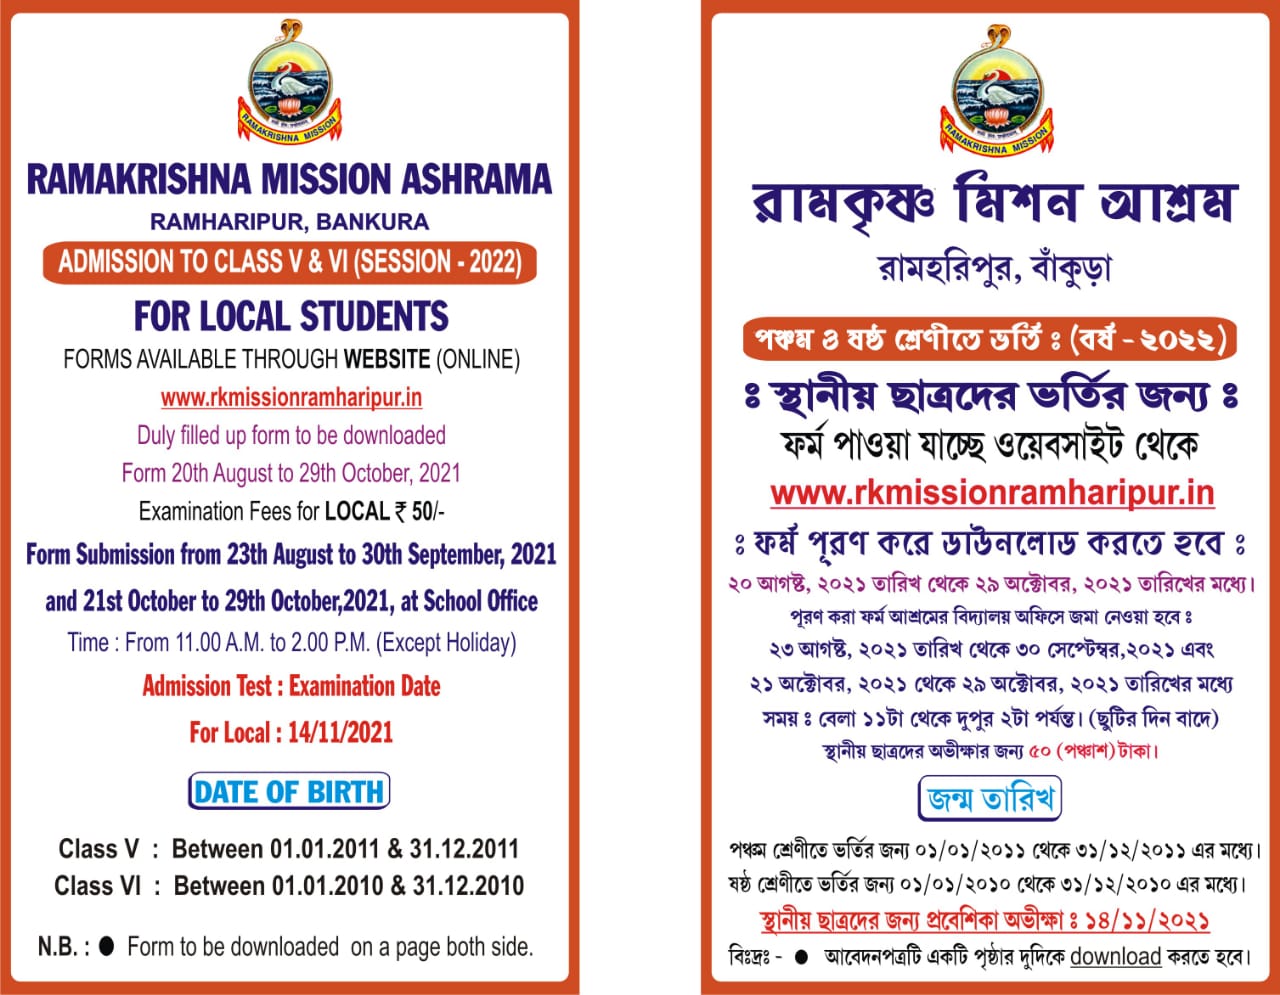 RAMAKRISHNA MISSION
RAMAKRISHNA MISSION ASHRAMA
RAMHARIPUR, BANKURA
ADMISSION TO CLASS V & VI (SESSION - 2022)
FOR LOCAL STUDENTS
FORMS AVAILABLE THROUGH WEBSITE (ONLINE)
www.rkmissionramharipur.in
Duly filled up form to be downloaded
Form 20th August to 29th October, 2021
Examination Fees for LOCAL ₹ 50/-
Form Submission from 23th August to 30th September, 2021
and 21st October to 29th October,2021, at School Office
Time : From 11.00 A.M. to 2.00 P.M. (Except Holiday)
Admission Test : Examination Date
For Local : 14/11/2021
DATE OF BIRTH
Class V : Between 01.01.2011 & 31.12.2011
Class VI : Between 01.01.2010 & 31.12.2010
N.B. : ● Form to be downloaded on a page both side.
RAMAKRISHNA MISSION
রামকৃষ্ণ মিশন আশ্রম
রামহরিপুর, বাঁকুড়া
পঞ্চম ও ষষ্ঠ শ্রেণীতে ভর্তি ঃ (বর্ষ - ২০২২)
ঃ স্থানীয় ছাত্রদের ভর্তির জন্য ঃ
ফর্ম পাওয়া যাচ্ছে ওয়েবসাইট থেকে
www.rkmissionramharipur.in
ঃ ফর্ম পূরণ করে ডাউনলোড করতে হবে ঃ
২০ আগষ্ট, ২০২১ তারিখ থেকে ২৯ অক্টোবর, ২০২১ তারিখের মধ্যে।
পূরণ করা ফর্ম আশ্রমের বিদ্যালয় অফিসে জমা নেওয়া হবে ঃ
২৩ আগষ্ট, ২০২১ তারিখ থেকে ৩০ সেপ্টেম্বর,২০২১ এবং
২১ অক্টোবর, ২০২১ থেকে ২৯ অক্টোবর, ২০২১ তারিখের মধ্যে
সময় ঃ বেলা ১১টা থেকে দুপুর ২টা পর্যন্ত। (ছুটির দিন বাদে)
স্থানীয় ছাত্রদের অভীক্ষার জন্য ৫০ (পঞ্চাশ) টাকা।
জন্ম তারিখ
পঞ্চম শ্রেণীতে ভর্তির জন্য ০১/০১/২০১১ থেকে ৩১/১২/২০১১ এর মধ্যে।
ষষ্ঠ শ্রেণীতে ভর্তির জন্য ০১/০১/২০১০ থেকে ৩১/১২/২০১০ এর মধ্যে।
স্থানীয় ছাত্রদের জন্য প্রবেশিকা অভীক্ষা ঃ ১৪/১১/২০২১
বিঃদ্রঃ - ● আবেদনপত্রটি একটি পৃষ্ঠার দুদিকে download করতে হবে।